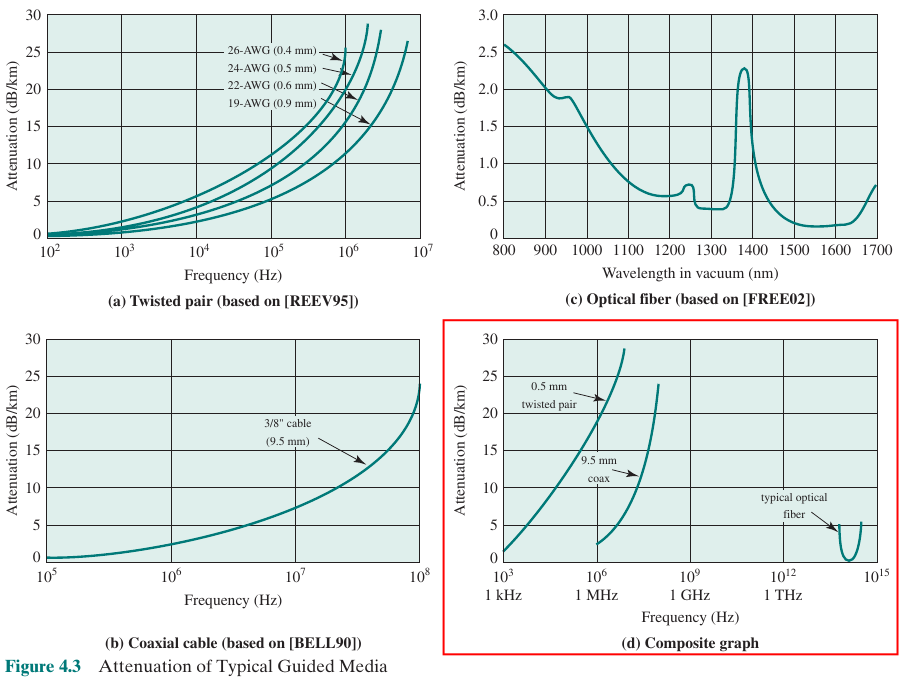 30
25
20
15
10
5
0
Attenuation (dB/km)
26-AWG (0.4 mm)
24-AWG (0.5 mm)
22-AWG (0.6 mm)
19-AWG (0.9 mm)
10² 10³ 10⁴ 10⁵ 10⁶ 10⁷
Frequency (Hz)
(a) Twisted pair (based on [REEV95])
3.0
2.5
2.0
1.5
1.0
0.5
0
Attenuation (dB/km)
800 900 1000 1100 1200 1300 1400 1500 1600 1700
Wavelength in vacuum (nm)
(c) Optical fiber (based on [FREE02])
30
25
20
15
10
5
0
Attenuation (dB/km)
3/8" cable
(9.5 mm)
10⁵ 10⁶ 10⁷ 10⁸
Frequency (Hz)
(b) Coaxial cable (based on [BELL90])
30
25
20
15
10
5
0
Attenuation (dB/km)
0.5 mm
twisted pair
9.5 mm
coax
typical optical
fiber
10³ 10⁶ 10⁹ 10¹² 10¹⁵
1 kHz 1 MHz 1 GHz 1 THz
Frequency (Hz)
(d) Composite graph
Figure 4.3 Attenuation of Typical Guided Media